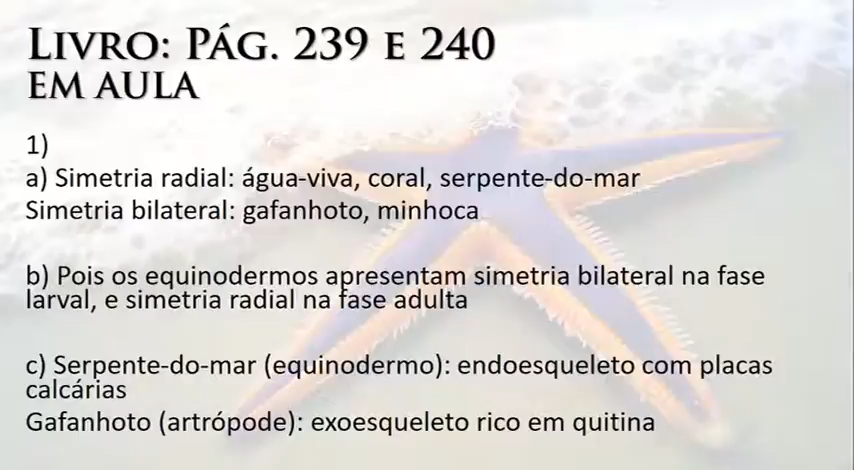 Livro: Pág. 239 e 240
em aula
1)
a) Simetria radial: água-viva, coral, serpente-do-mar
Simetria bilateral: gafanhoto, minhoca
b) Pois os equinodermos apresentam simetria bilateral na fase
larval, e simetria radial na fase adulta
c) Serpente-do-mar (equinodermo): endoesqueleto com placas
calcárias
Gafanhoto (artrópode): exoesqueleto rico em quitina